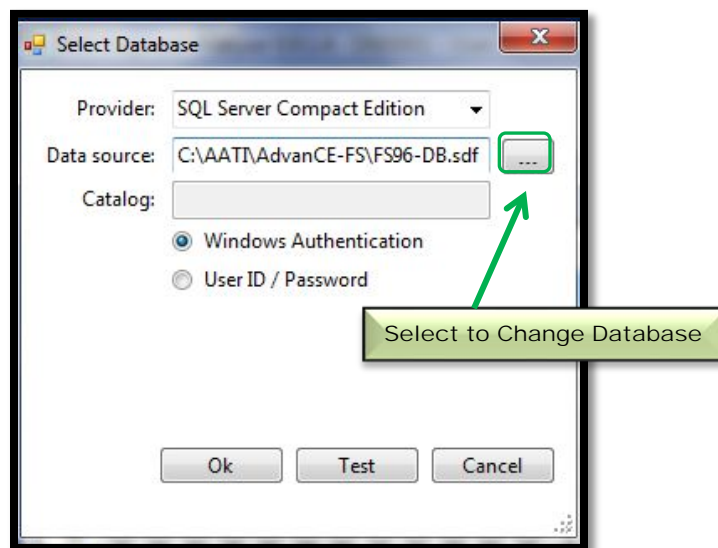 Select Database
Provider: SQL Server Compact Edition
Data source: C:\AATI\AdvanCE-FS\FS96-DB.sdf ...
Catalog:
Windows Authentication
User ID / Password
Select to Change Database
Ok Test Cancel